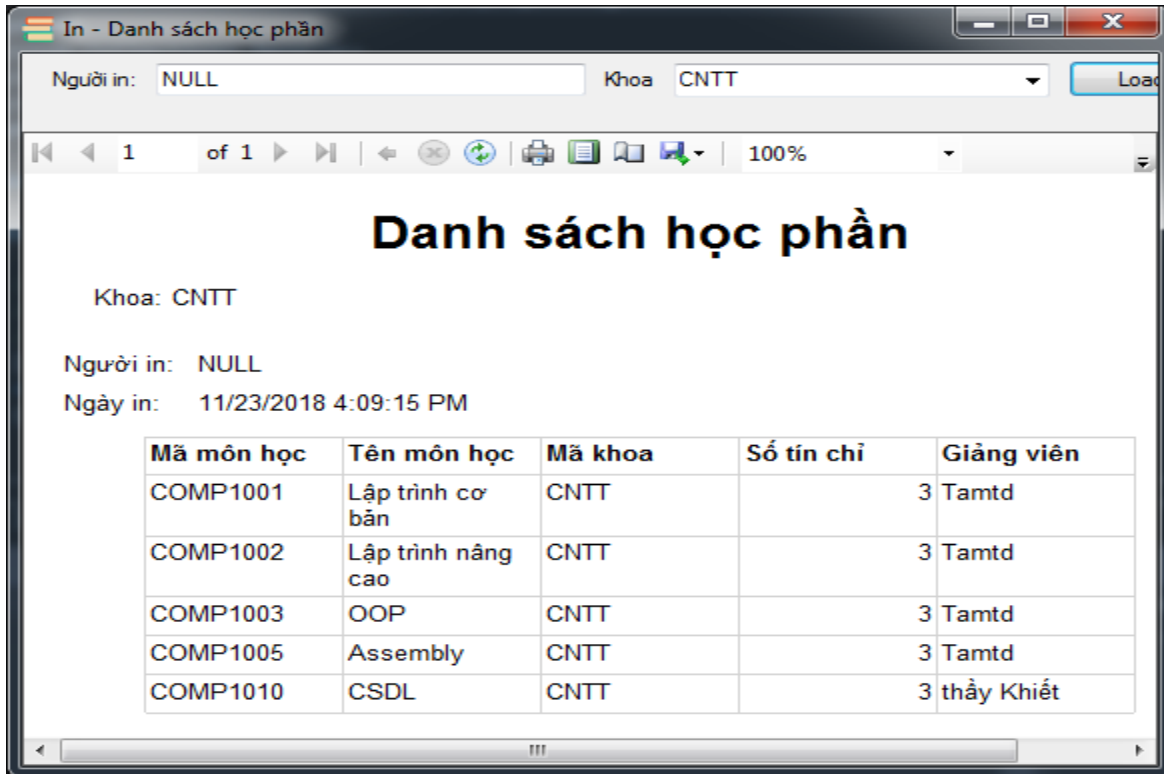 In - Danh sách học phần
Người in: NULL Khoa CNTT
1 of 1 100%
Danh sách học phần
Khoa: CNTT
Người in: NULL
Ngày in: 11/23/2018 4:09:15 PM
Mã môn học Tên môn học Mã khoa Số tín chỉ Giảng viên
COMP1001 Lập trình cơ CNTT 3 Tamtd
bản
COMP1002 Lập trình nâng CNTT 3 Tamtd
cao
COMP1003 OOP CNTT 3 Tamtd
COMP1005 Assembly CNTT 3 Tamtd
COMP1010 CSDL CNTT 3 thầy Khiết